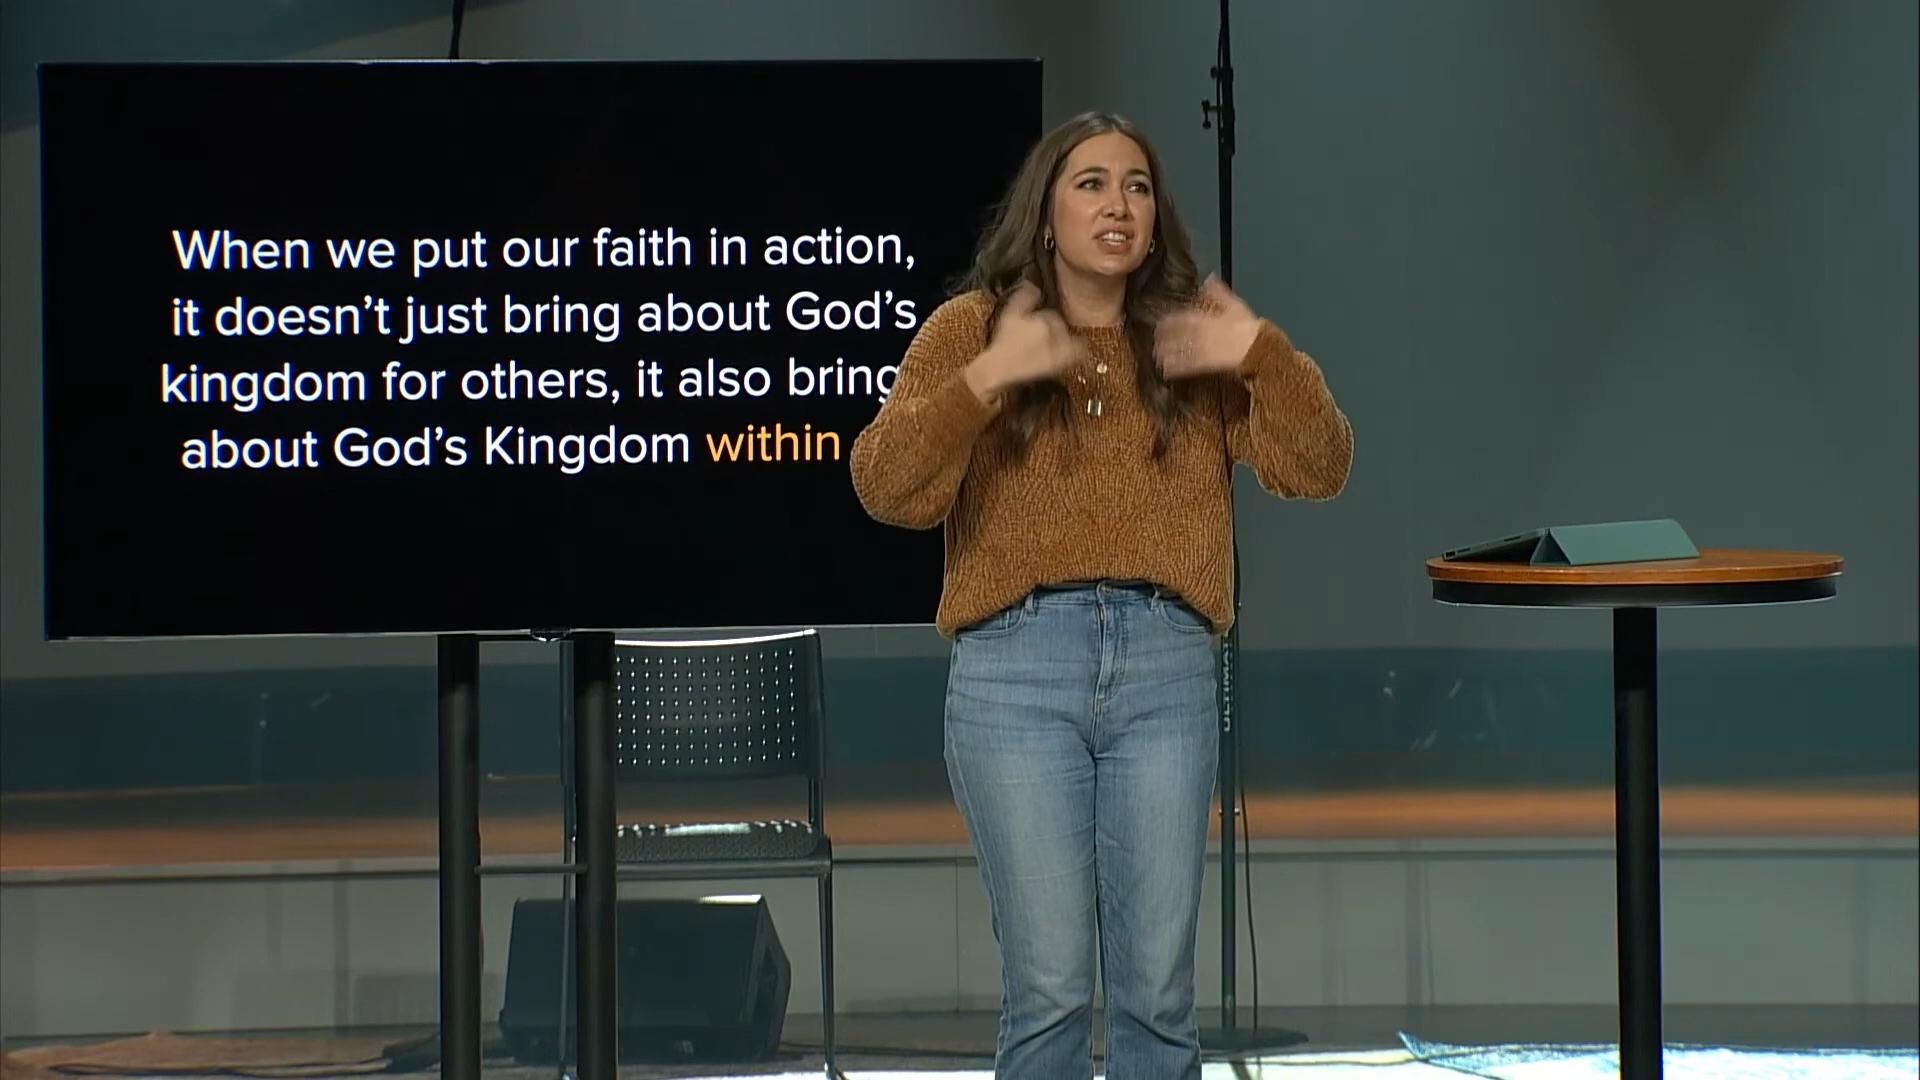 When we put our faith in action,
it doesn't just bring about God's
kingdom for others, it also bring
about God's Kingdom within